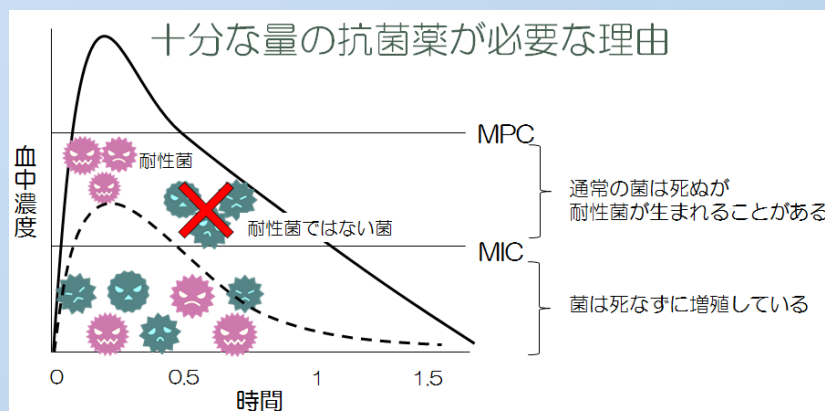 十分な量の抗菌薬が必要な理由
血中濃度
MPC
耐性菌
通常の菌は死ぬが
耐性菌が生まれることがある
耐性菌ではない菌
MIC
菌は死なずに増殖している
0 0.5 1 1.5
時間